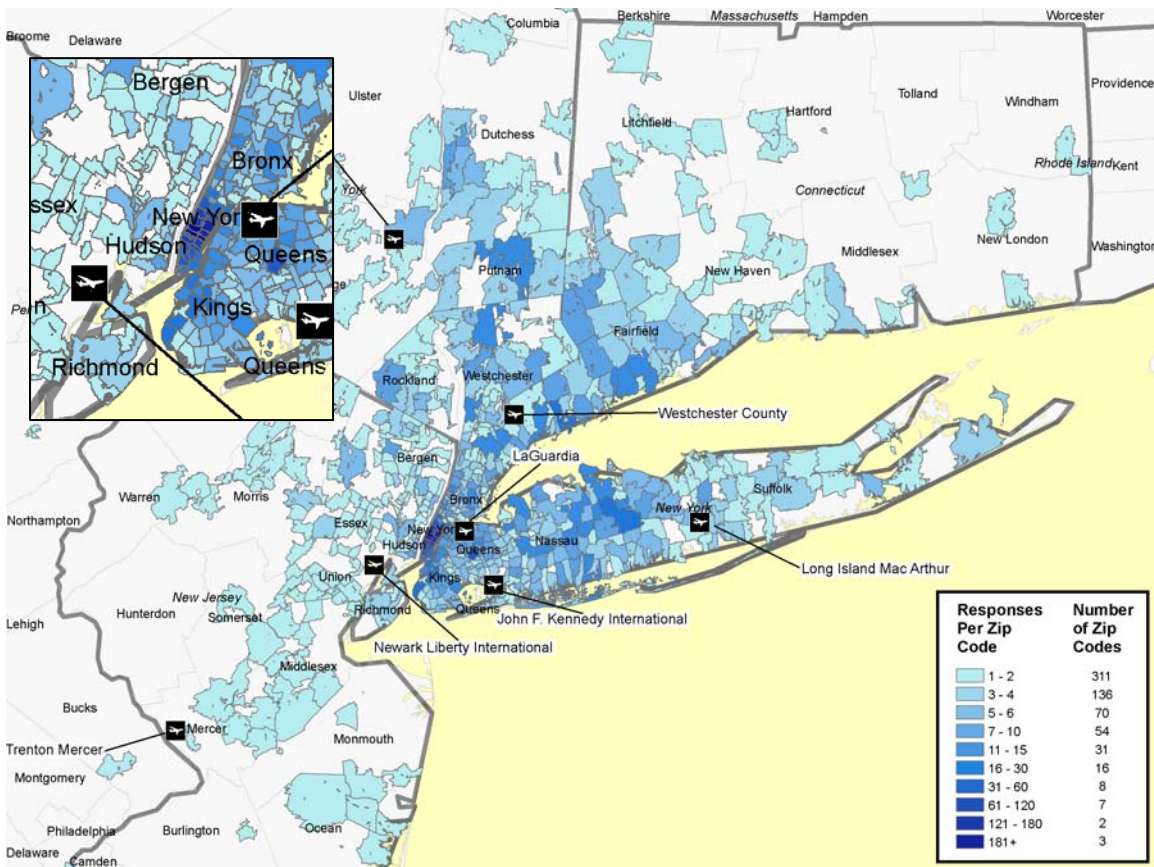 Columbia
Berkshire
Massachusetts
Hampden
Worcester
Broome
Delaware
Bergen
Bronx
New Yor
Hudson
Queens
Kings
Richmond
Queens
Ulster
Dutchess
Litchfield
Hartford
Tolland
Windham
Providence
Rhode Island
Kent
York
Connecticut
Washington
New London
Middlesex
New Haven
Putnam
Fairfield
Rockland
Westchester
Westchester County
LaGuardia
Bergen
Warren
Morris
Northampton
Essex
Bronx
New Yor
Hudson
Queens
Nassau
New York
Suffolk
Long Island Mac Arthur
Union
Kings
Richmond
Queens
John F. Kennedy International
Newark Liberty International
New Jersey
Hunterdon
Somerset
Lehigh
Middlesex
Bucks
Mercer
Trenton Mercer
Monmouth
Montgomery
Philadelphia
Burlington
Ocean
Delaware
Camden
Responses Number
Per Zip of Zip
Code Codes
1 - 2 311
3 - 4 136
5 - 6 70
7 - 10 54
11 - 15 31
16 - 30 16
31 - 60 8
61 - 120 7
121 - 180 2
181+ 3